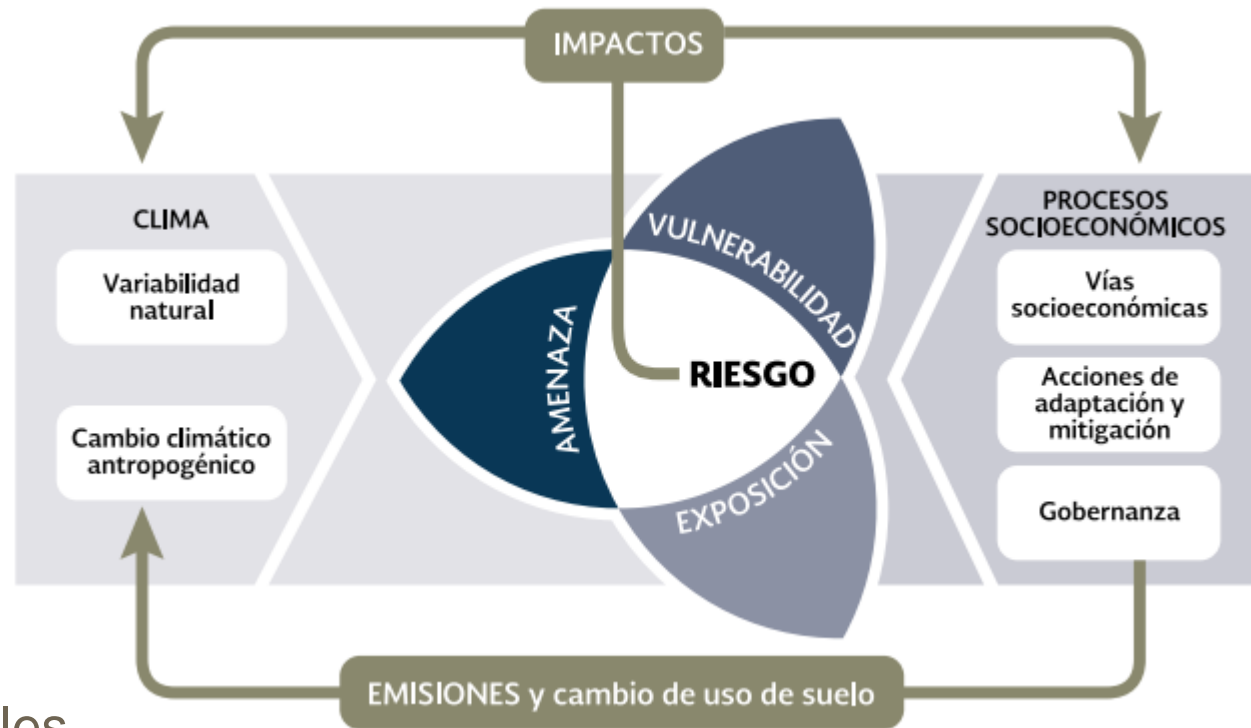 IMPACTOS
CLIMA
Variabilidad
natural
Cambio climático
antropogénico
AMENAZA
VULNERABILIDAD
RIESGO
EXPOSICIÓN
PROCESOS
SOCIOECONÓMICOS
Vías
socioeconómicas
Acciones de
adaptación y
mitigación
Gobernanza
EMISIONES y cambio de uso de suelo